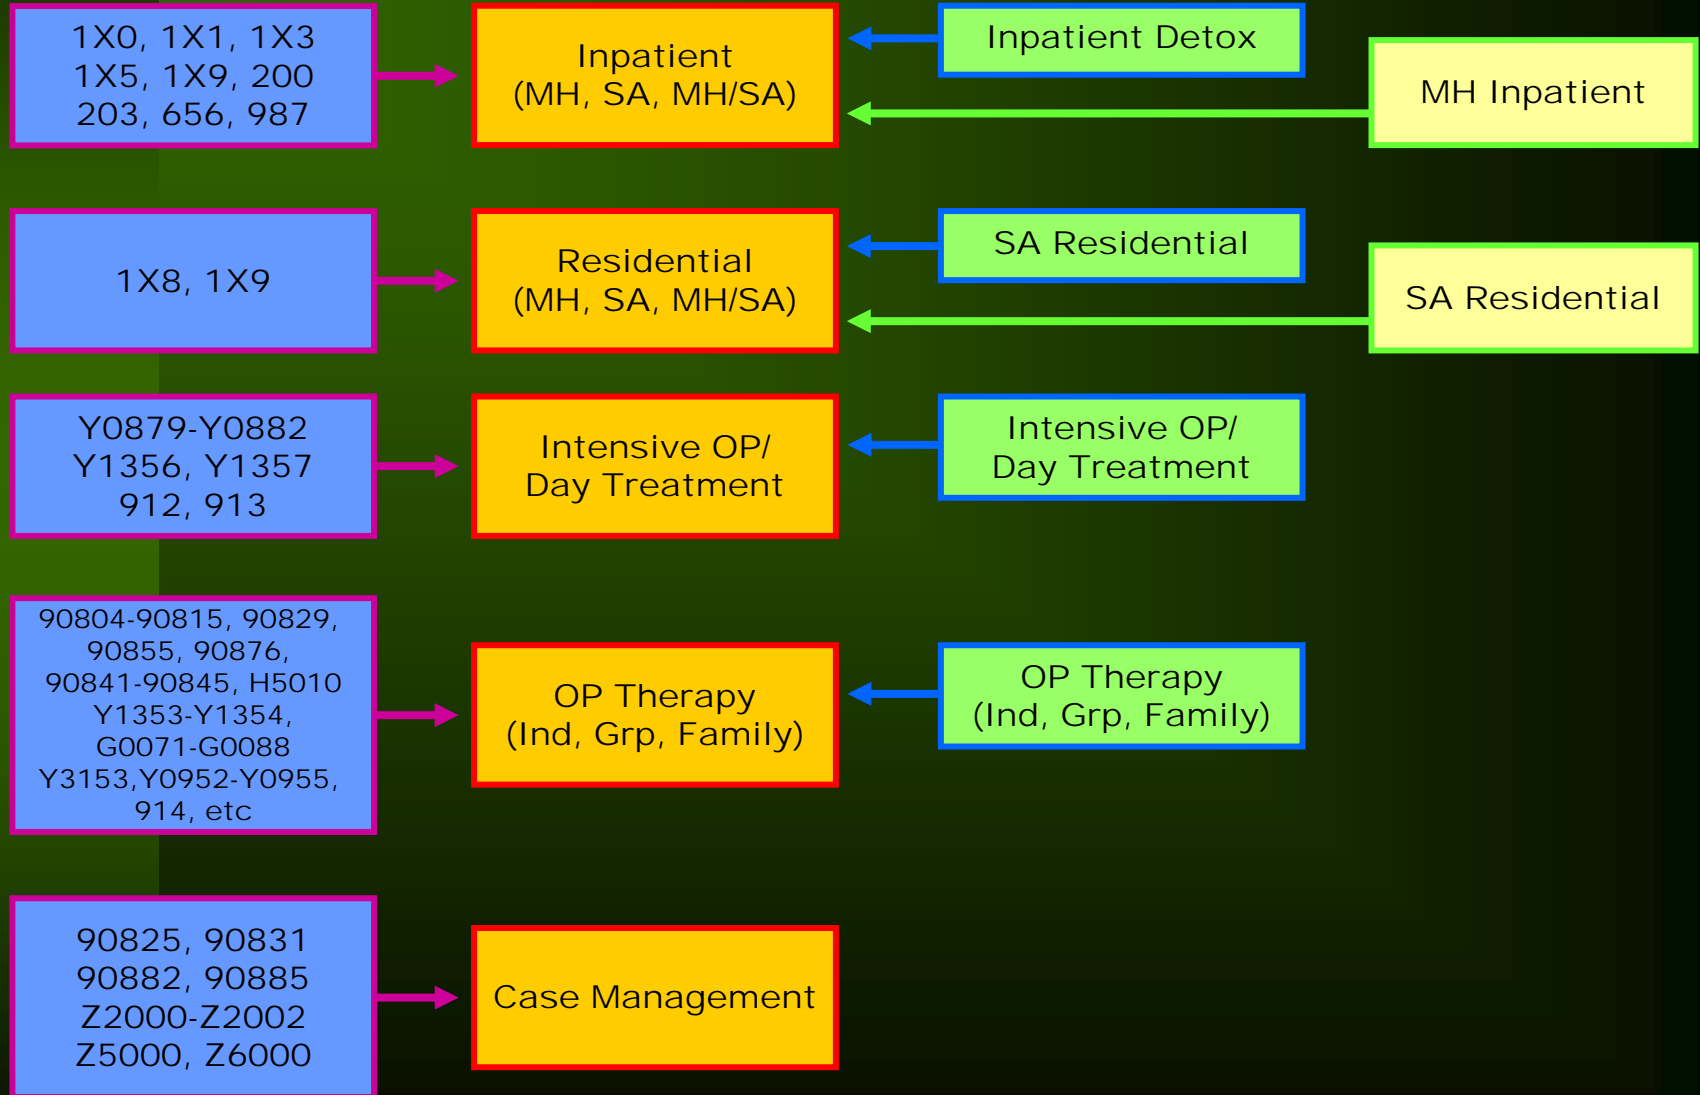 1X0, 1X1, 1X3
1X5, 1X9, 200
203, 656, 987
Inpatient
(MH, SA, MH/SA)
Inpatient Detox
MH Inpatient
1X8, 1X9
Residential
(MH, SA, MH/SA)
SA Residential
SA Residential
Y0879-Y0882
Y1356, Y1357
912, 913
Intensive OP/
Day Treatment
Intensive OP/
Day Treatment
90804-90815, 90829,
90855, 90876,
90841-90845, H5010
Y1353-Y1354,
G0071-G0088
Y3153,Y0952-Y0955,
914, etc
OP Therapy
(Ind, Grp, Family)
OP Therapy
(Ind, Grp, Family)
90825, 90831
90882, 90885
Z2000-Z2002
Z5000, Z6000
Case Management